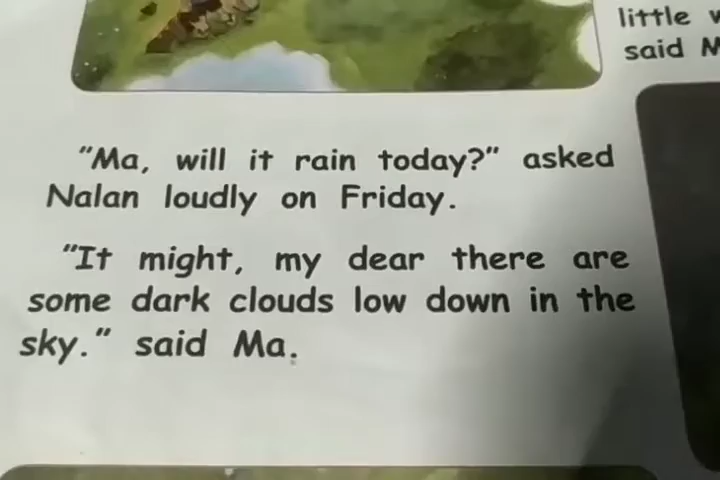 "Ma, will it rain today?" asked
Nalan loudly on Friday.
"It might, my dear there are
some dark clouds low down in the
sky." said Ma.
little
said